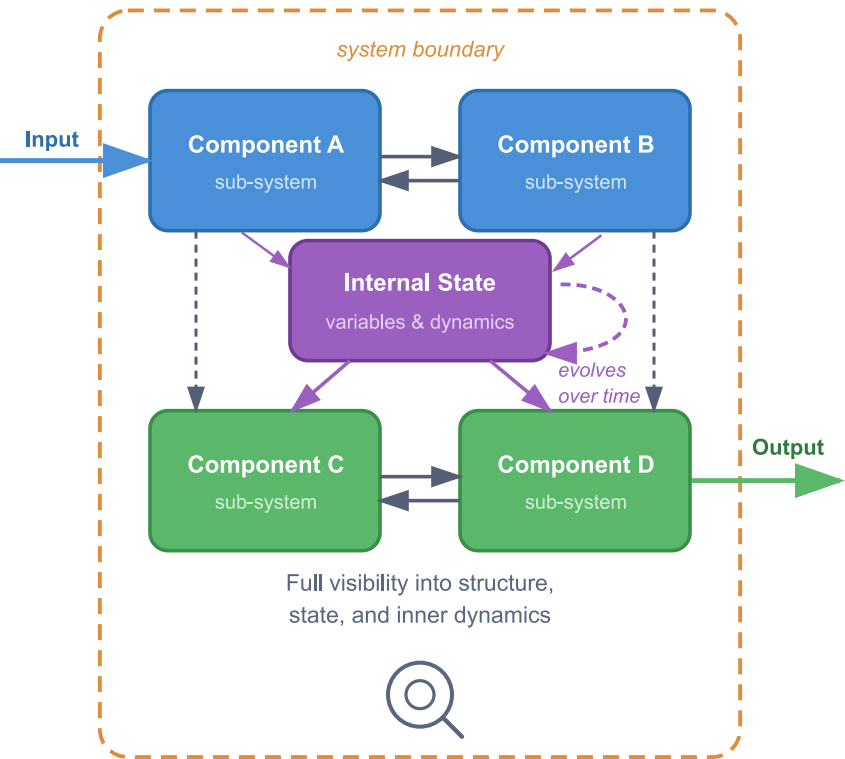 system boundary
Input
Component A
sub-system
Component B
sub-system
Internal State
variables & dynamics
evolves
over time
Component C
sub-system
Component D
sub-system
Output
Full visibility into structure,
state, and inner dynamics